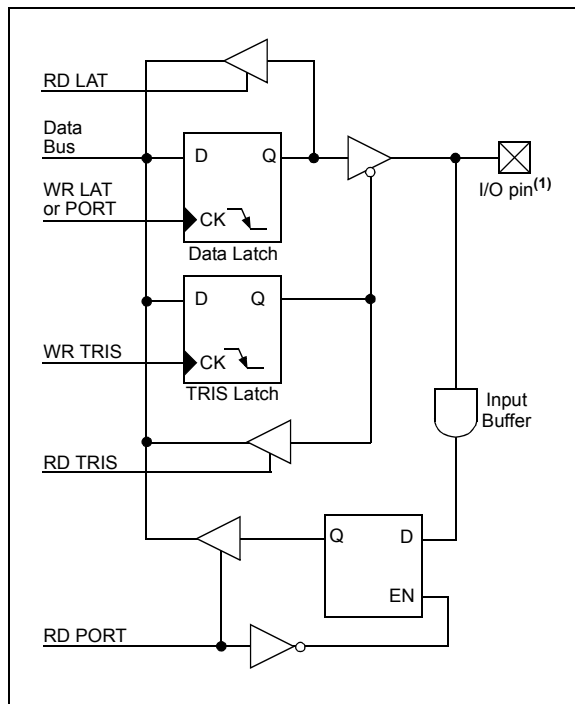 RD LAT
Data
Bus
D
Q
WR LAT
or PORT
CK
Data Latch
I/O pin(1)
D
Q
WR TRIS
CK
TRIS Latch
Input
Buffer
RD TRIS
Q
D
EN
RD PORT